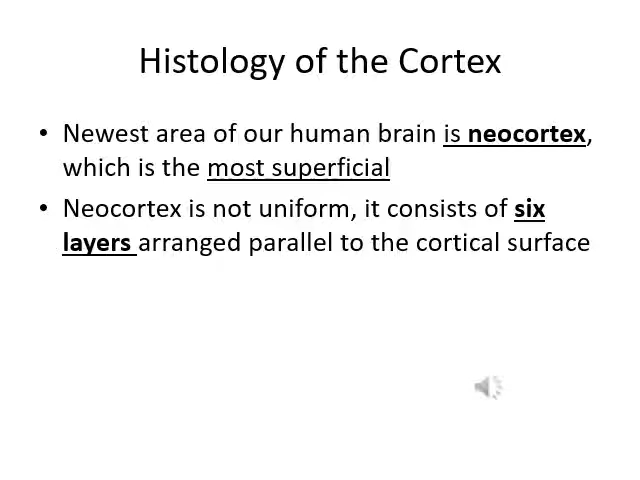 Histology of the Cortex
• Newest area of our human brain is neocortex,
which is the most superficial
• Neocortex is not uniform, it consists of six
layers arranged parallel to the cortical surface